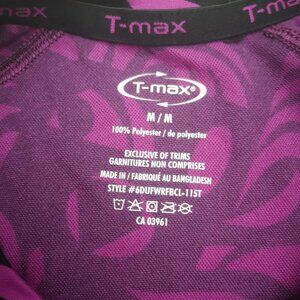 T-max T-max
T-max®
M / M
100% Polyester / de polyester
EXCLUSIVE OF TRIMS
GARNITURES NON COMPRISES
MADE IN / FABRIQUÉ AU BANGLADESH
STYLE #6DUFWRFBCL-115T
CA 03961